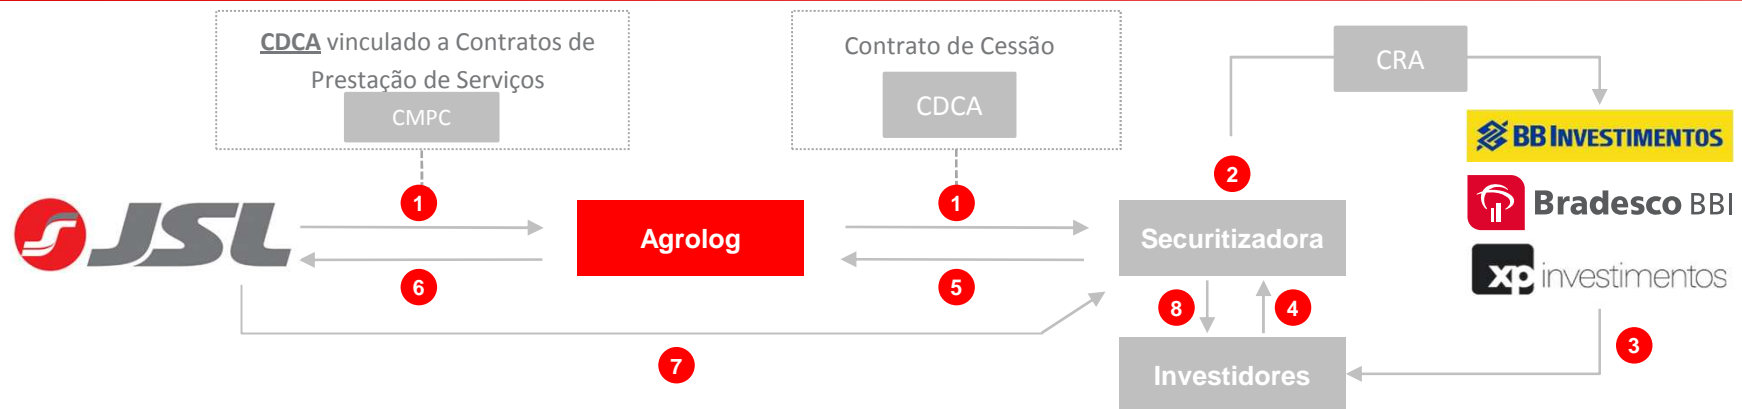 CDCA vinculado a Contratos de
Prestação de Serviços
CMPC
Contrato de Cessão
CDCA
CRA
BB INVESTIMENTOS
Bradesco BBI
xp investimentos
JSL
1
Agrolog
1
2
Securitizadora
6
5
8
4
7
Investidores
3